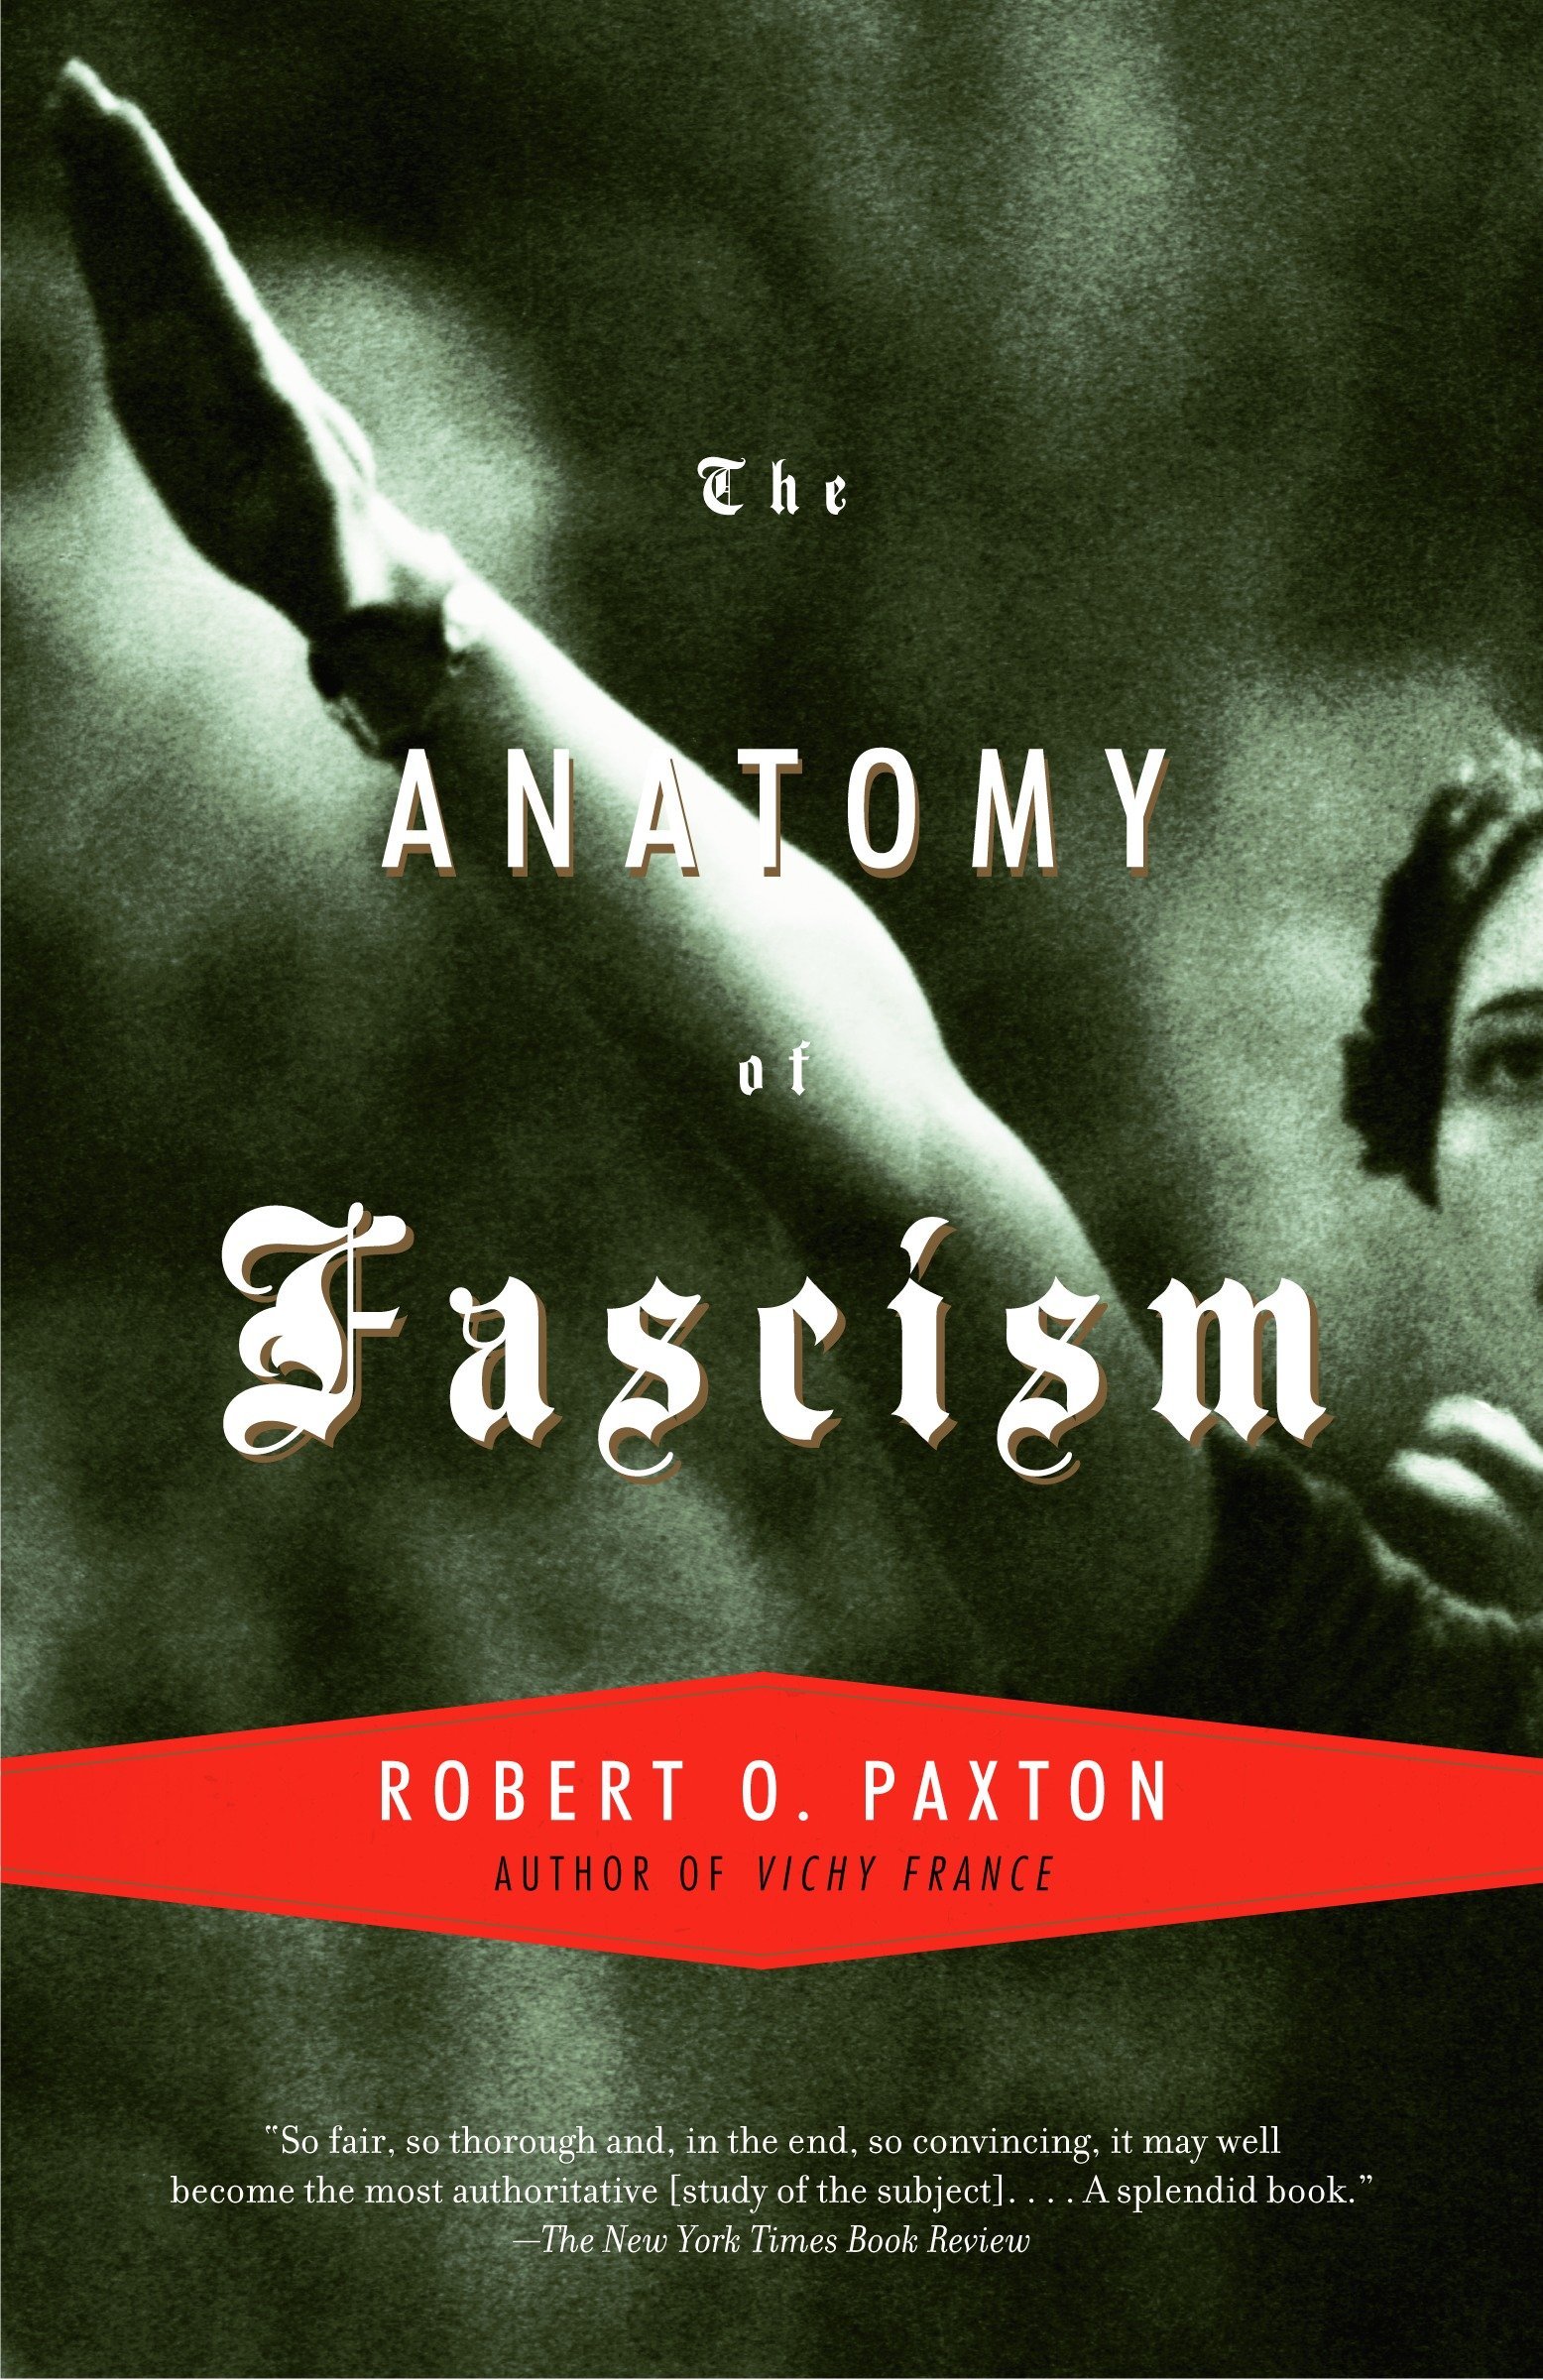 The
ANATOMY
of
Fascism
ROBERT O. PAXTON
AUTHOR OF VICHY FRANCE
“So fair, so thorough and, in the end, so convincing, it may well
become the most authoritative [study of the subject]. . . . A splendid book.”
—The New York Times Book Review